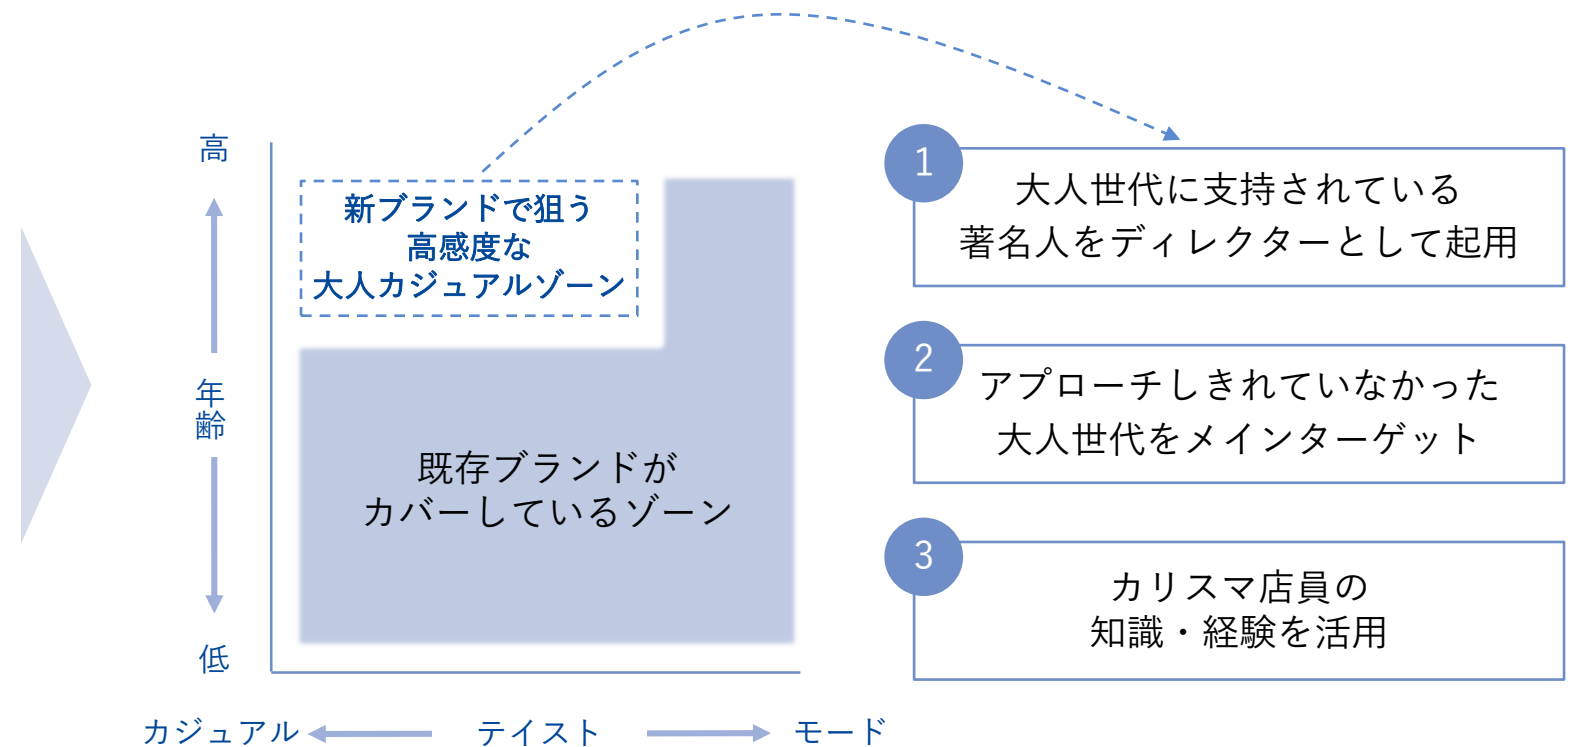 高
年齢
低
新ブランドで狙う
高感度な
大人カジュアルゾーン
既存ブランドが
カバーしているゾーン
カジュアル
テイスト
モード
1
大人世代に支持されている
著名人をディレクターとして起用
2
アプローチしきれていなかった
大人世代をメインターゲット
3
カリスマ店員の
知識・経験を活用